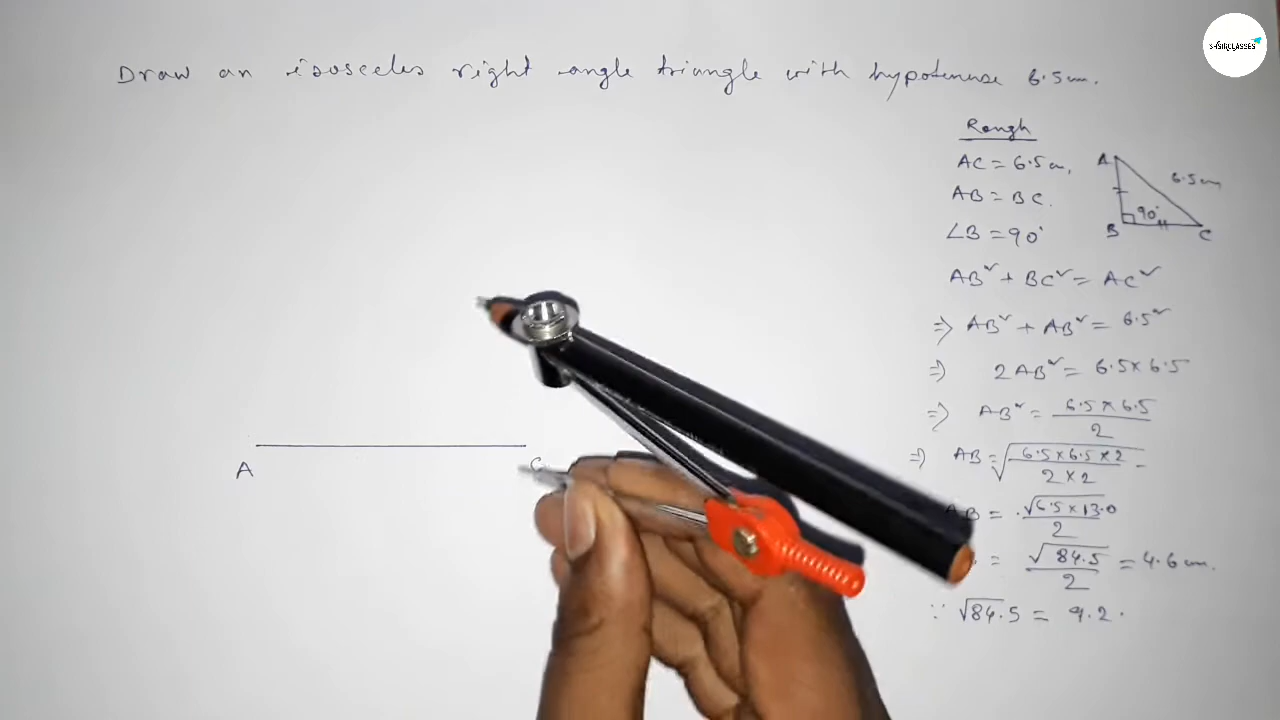 Draw an isosceles right angle triangle with hypotenuse 6.5cm.
Rough
AC = 6.5cm,
AB = BC.
∠B = 90°
AB² + BC² = AC²
⇒ AB² + AB² = 6.5²
⇒ 2AB² = 6.5 × 6.5
⇒ AB² = 6.5 × 6.5 / 2
⇒ AB = √(6.5 × 6.5 × 2 / 2 × 2)
AB = √(6.5 × 13.0) / 2
= √84.5 / 2 = 4.6 cm.
∵ √84.5 = 9.2.
A
6.5cm
90°
B
C
A
C